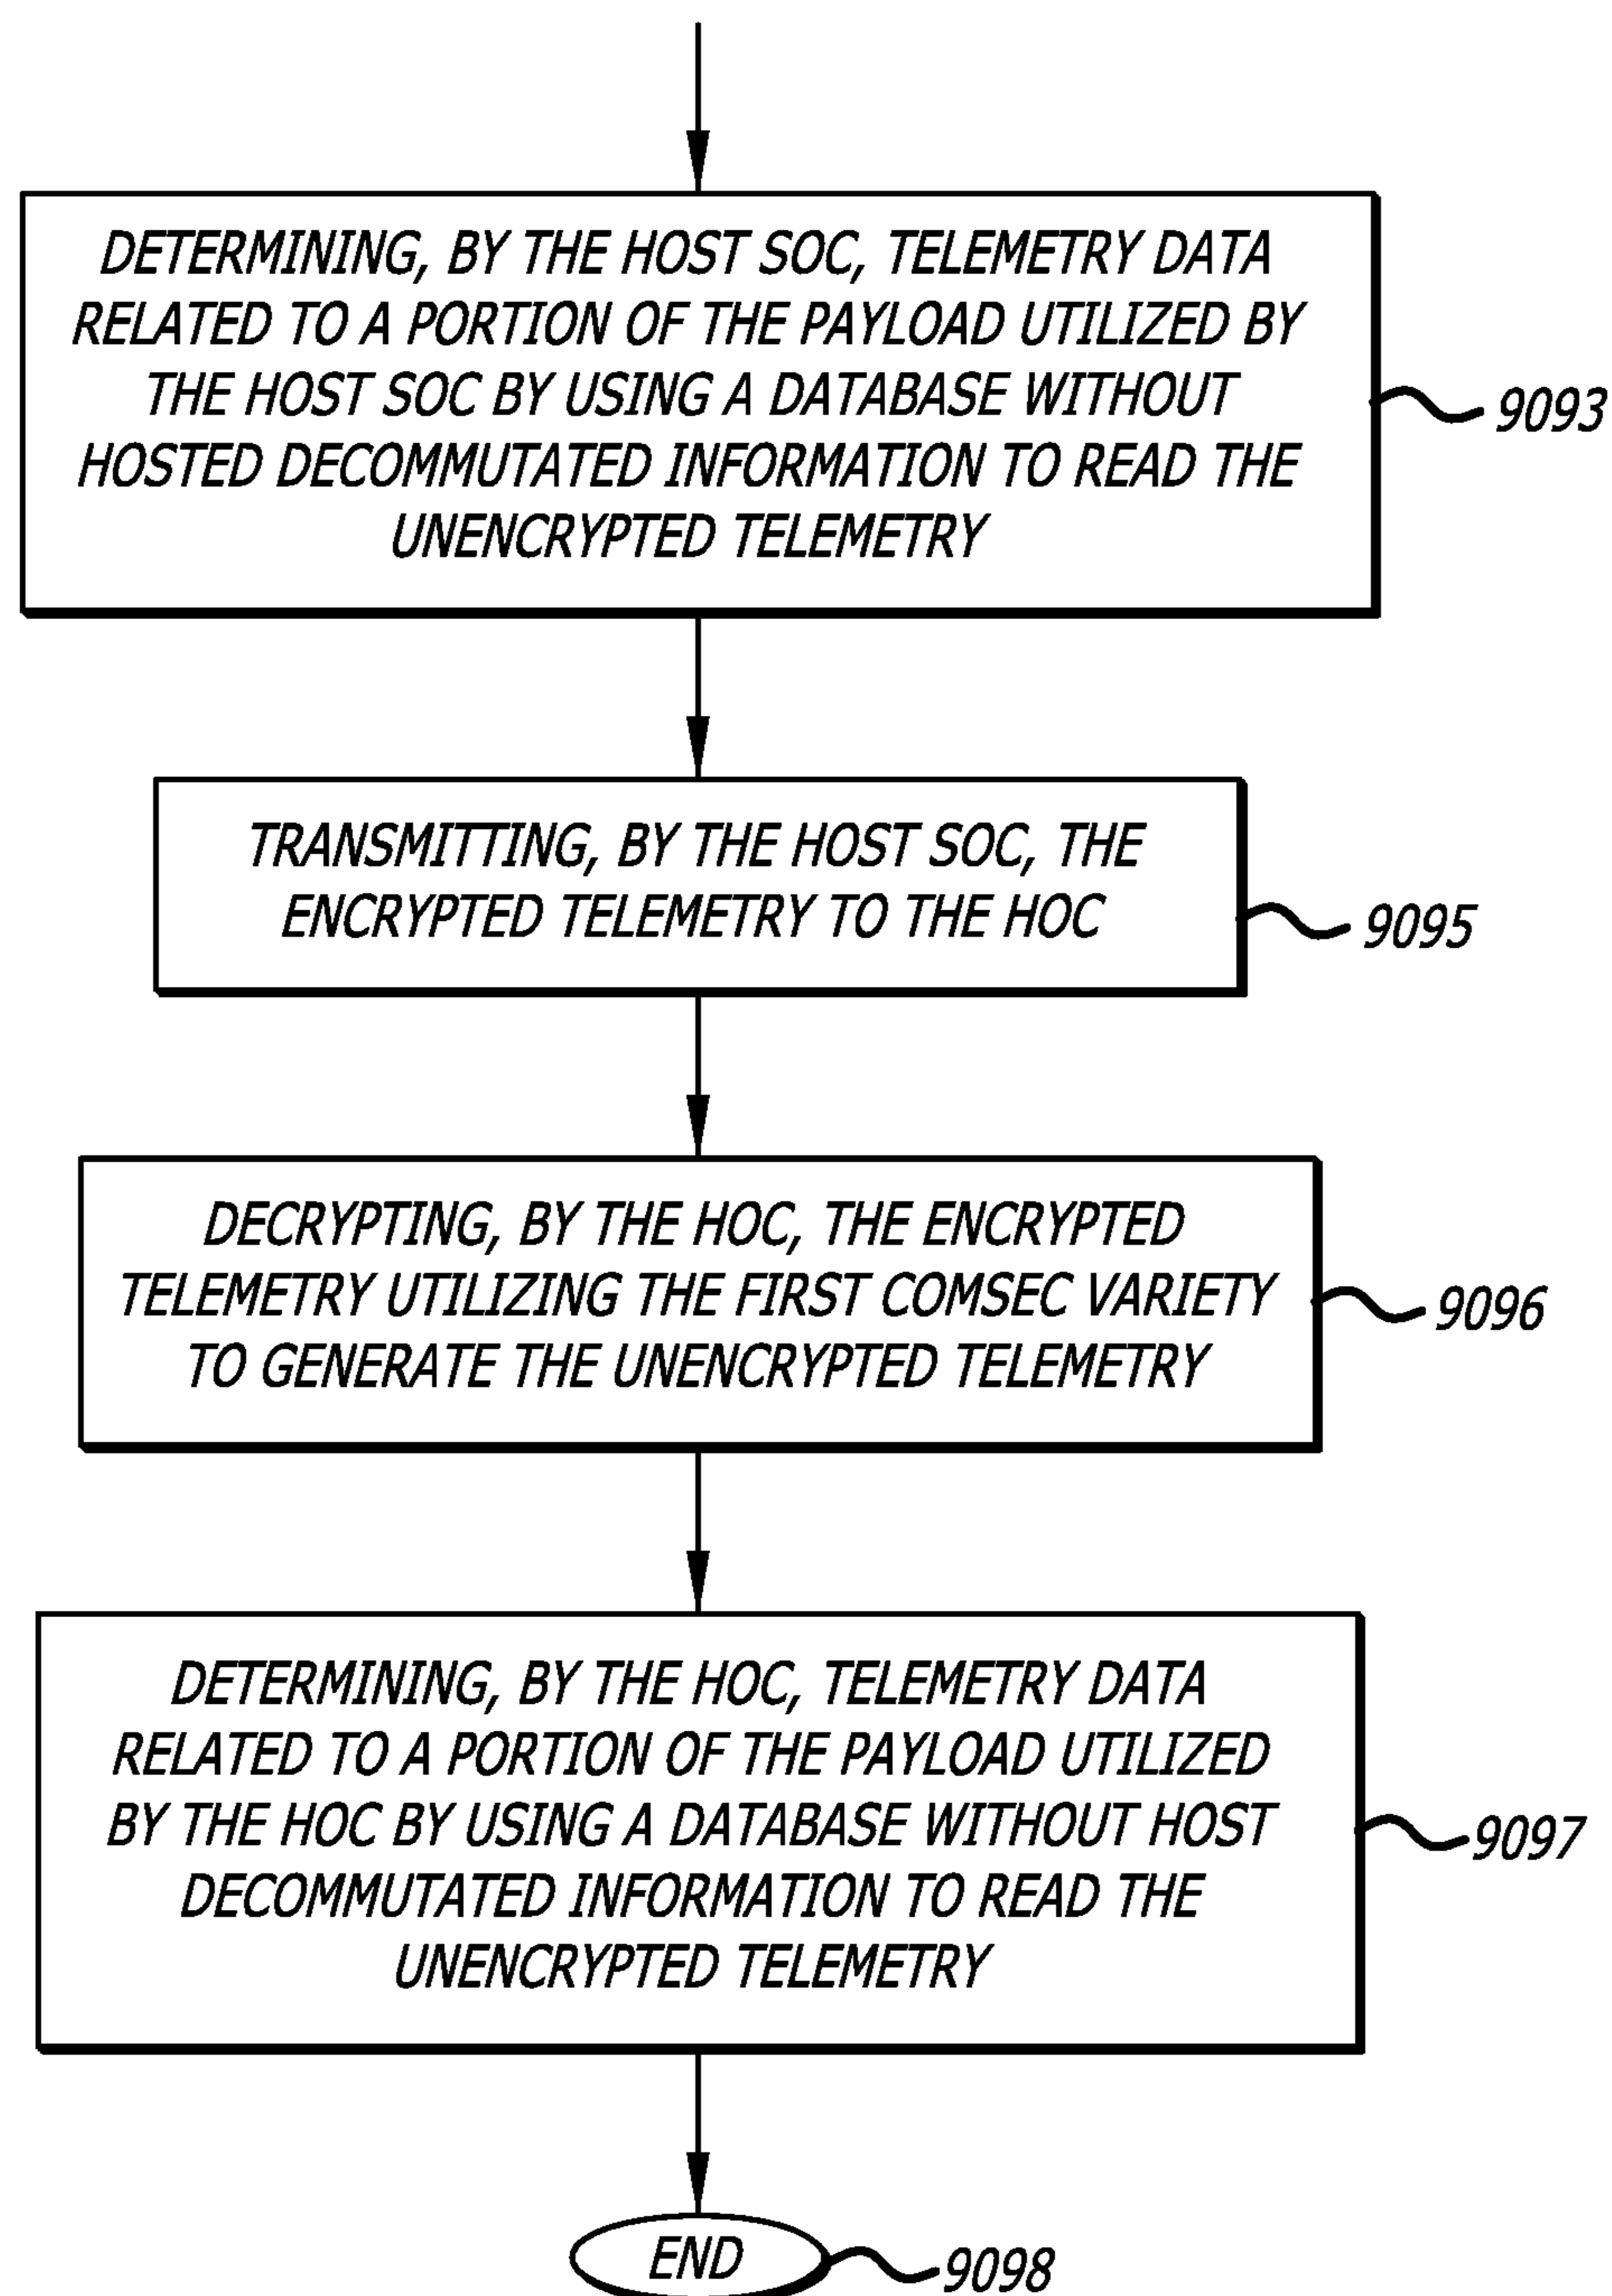 DETERMINING, BY THE HOST SOC, TELEMETRY DATA
RELATED TO A PORTION OF THE PAYLOAD UTILIZED BY
THE HOST SOC BY USING A DATABASE WITHOUT
HOSTED DECOMMUTATED INFORMATION TO READ THE
UNENCRYPTED TELEMETRY
9093
TRANSMITTING, BY THE HOST SOC, THE
ENCRYPTED TELEMETRY TO THE HOC
9095
DECRYPTING, BY THE HOC, THE ENCRYPTED
TELEMETRY UTILIZING THE FIRST COMSEC VARIETY
TO GENERATE THE UNENCRYPTED TELEMETRY
9096
DETERMINING, BY THE HOC, TELEMETRY DATA
RELATED TO A PORTION OF THE PAYLOAD UTILIZED
BY THE HOC BY USING A DATABASE WITHOUT HOST
DECOMMUTATED INFORMATION TO READ THE
UNENCRYPTED TELEMETRY
9097
END
9098